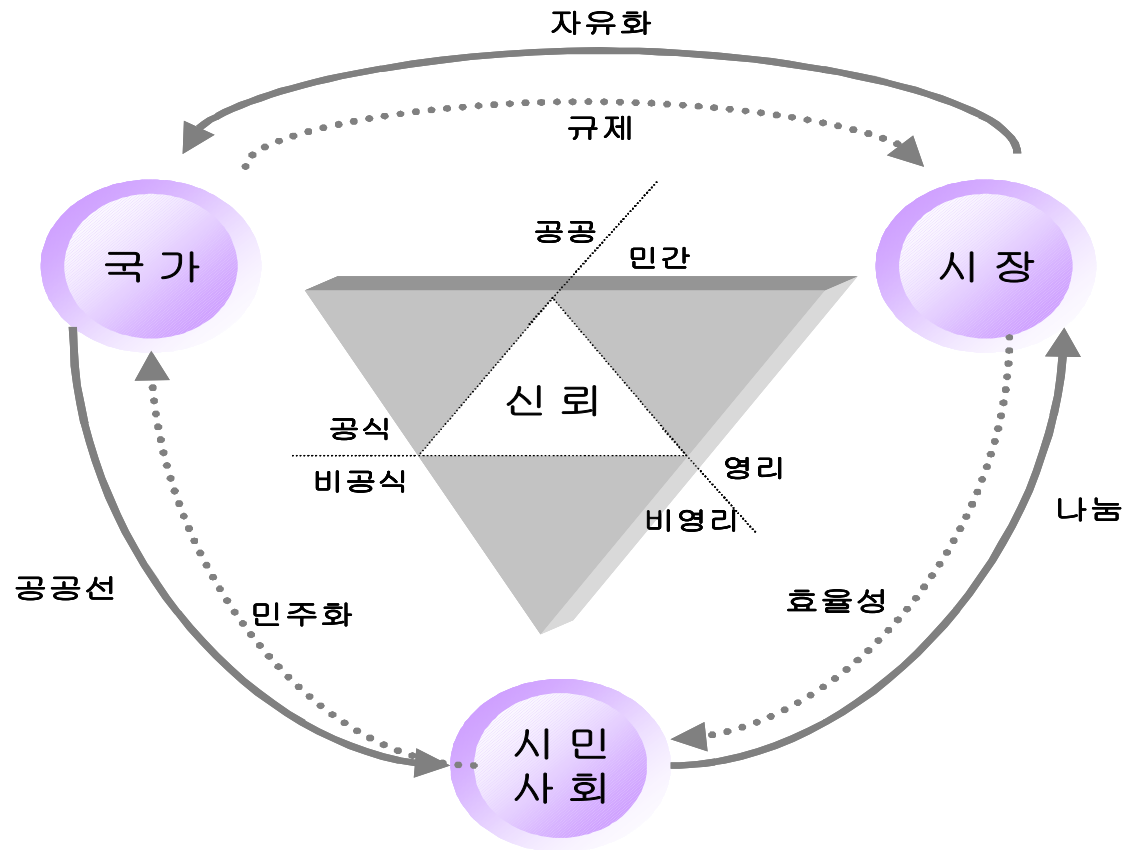 자유화
규제
공공
민간
국 가
시 장
신 뢰
공식
비공식
영리
비영리
나눔
공공선
민주화
효율성
시 민
사 회